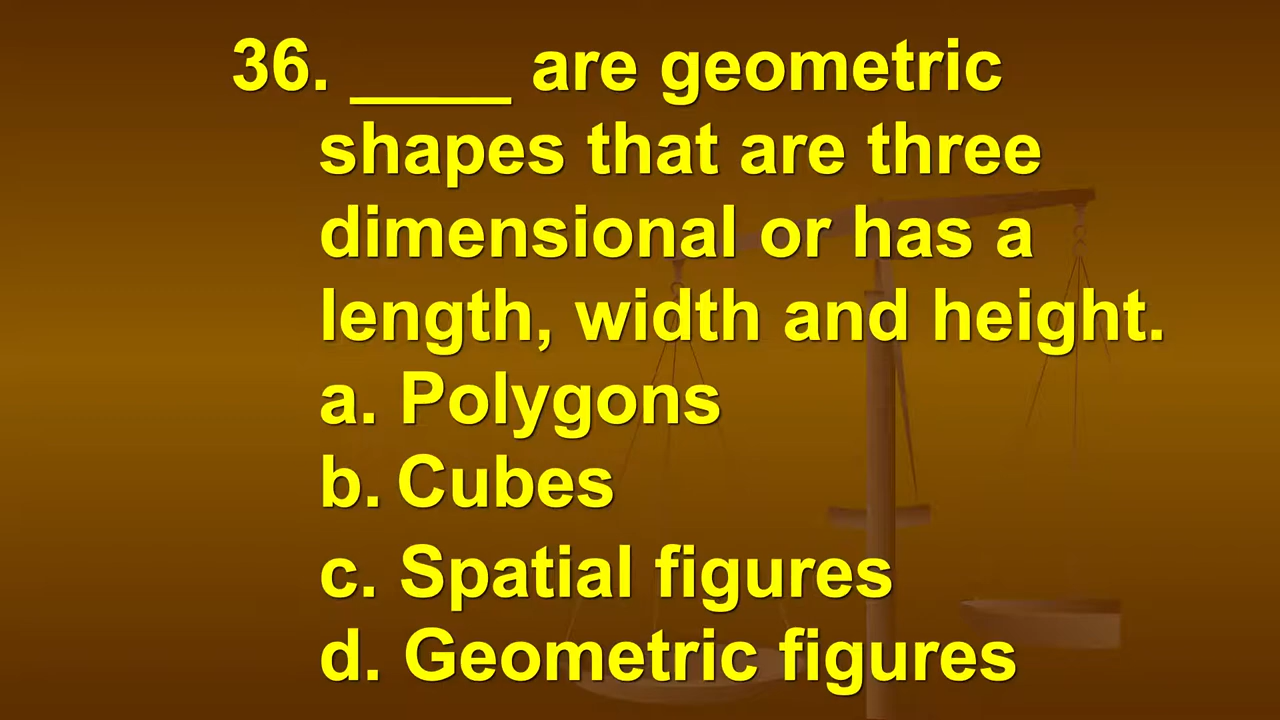 36. ____ are geometric
shapes that are three
dimensional or has a
length, width and height.
a. Polygons
b. Cubes
c. Spatial figures
d. Geometric figures